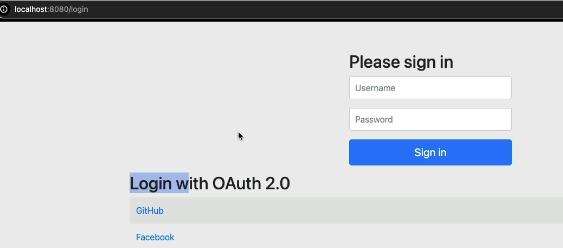 localhost:8080/login
Please sign in
Username
Password
Sign in
Login with OAuth 2.0
GitHub
Facebook